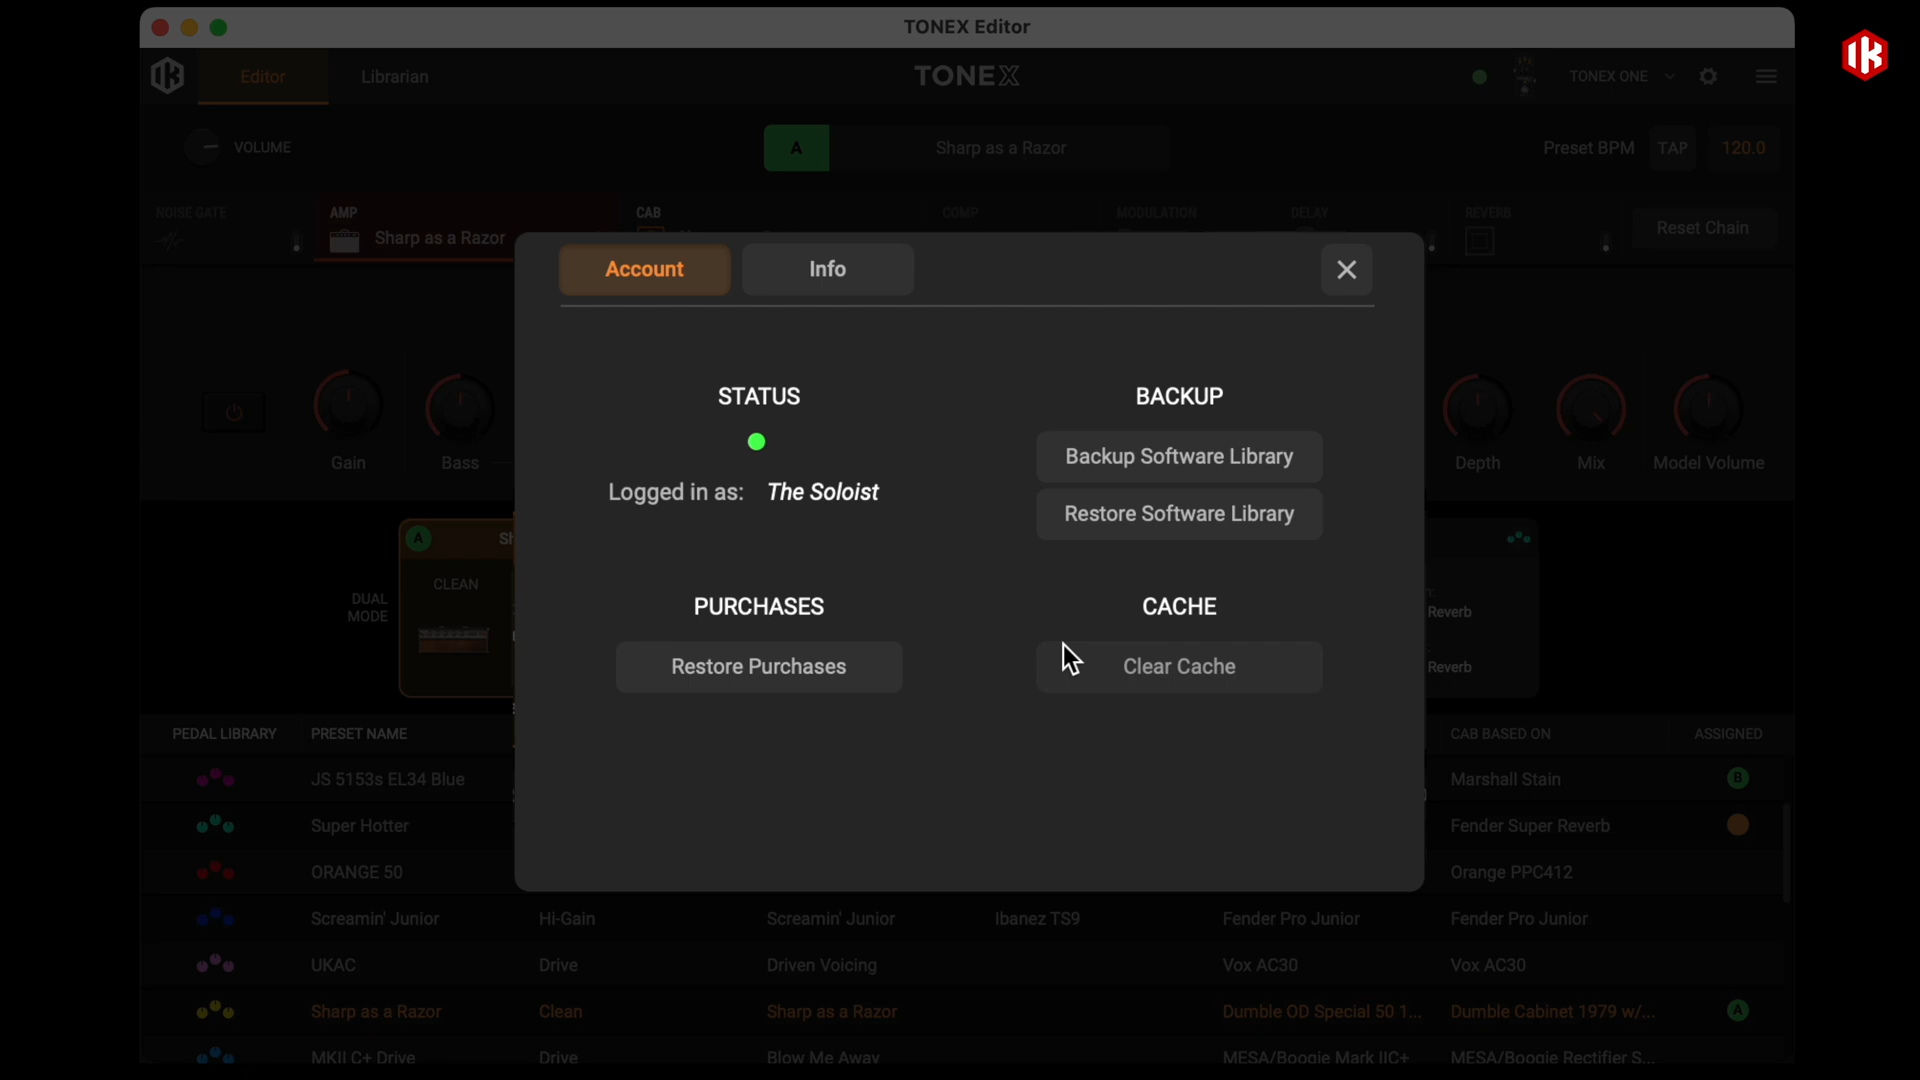 TONEX Editor
Editor
Librarian
TONEX
TONEX ONE
VOLUME
A
Sharp as a Razor
Preset BPM
TAP
120.0
NOISE GATE
AMP
Sharp as a Razor
CAB
COMP
MODULATION
DELAY
REVERB
Reset Chain
Account
Info
STATUS
Logged in as: The Soloist
BACKUP
Backup Software Library
Restore Software Library
PURCHASES
Restore Purchases
CACHE
Clear Cache
Gain
Bass
Depth
Mix
Model Volume
DUAL
MODE
A
CLEAN
Reverb
Reverb
PEDAL LIBRARY PRESET NAME CAB BASED ON ASSIGNED
JS 5153s EL34 Blue Marshall Stain B
Super Hotter Fender Super Reverb
ORANGE 50 Orange PPC412
Screamin' Junior Hi-Gain Screamin' Junior Ibanez TS9 Fender Pro Junior Fender Pro Junior
UKAC Drive Driven Voicing Vox AC30 Vox AC30
Sharp as a Razor Clean Sharp as a Razor Dumble OD Special 50 1... Dumble Cabinet 1979 w/... A
MKII C+ Drive Drive Blow Me Away MESA/Boogie Mark IIC+ MESA/Boogie Rectifier S...
IK